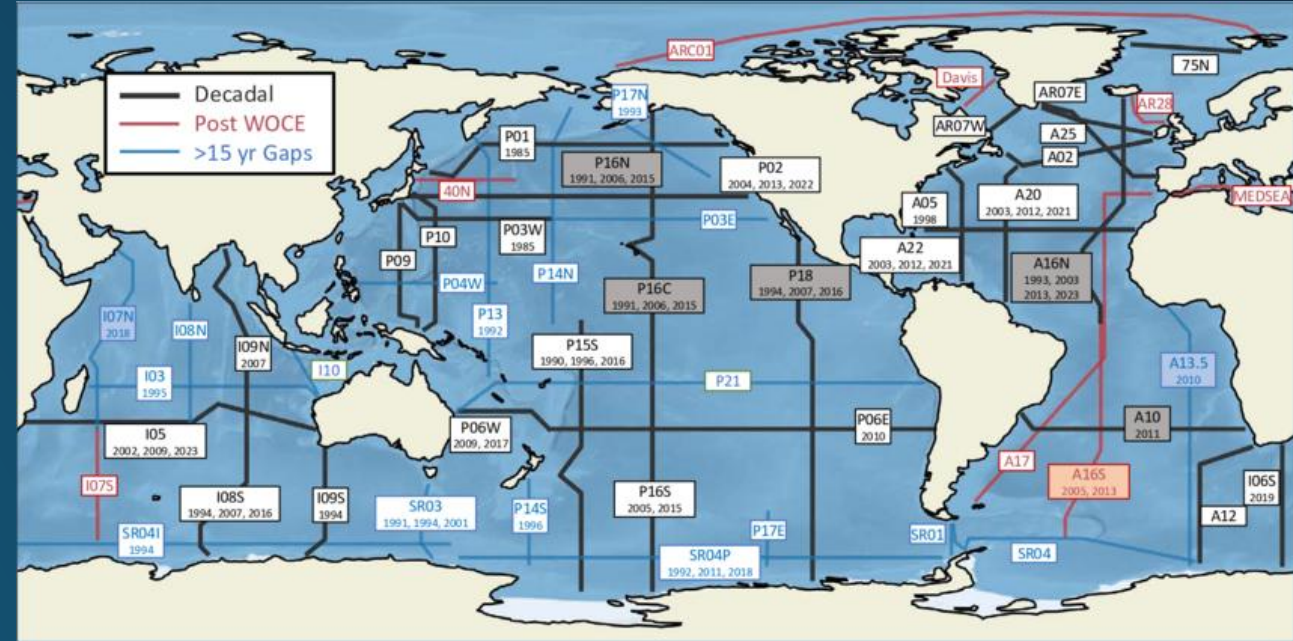 ARC01
75N
Decadal
Post WOCE
>15 yr Gaps
Davis
P17N
1993
AR07E
AR28
AR07W
A25
A02
P01
1985
P16N
1991, 2006, 2015
P02
2004, 2013, 2022
40N
A20
2003, 2012, 2021
MEDSEA
A05
1998
P03E
P03W
1985
P10
P09
A22
2003, 2012, 2021
A16N
1993, 2003
2013, 2023
P14N
P04W
P16C
1991, 2006, 2015
P18
1994, 2007, 2016
I07N
2018
I08N
P13
1992
I09N
2007
P15S
1990, 1996, 2016
I10
I03
1995
P21
A13.5
2010
I05
2002, 2009, 2023
P06W
2009, 2017
P06E
2010
A10
2011
A17
A16S
2005, 2013
I07S
I08S
1994, 2007, 2016
I09S
1994
SR03
1991, 1994, 2001
P14S
1996
P16S
2005, 2015
P17E
I06S
2019
A12
SR04I
1994
SR01
SR04
SR04P
1992, 2011, 2018